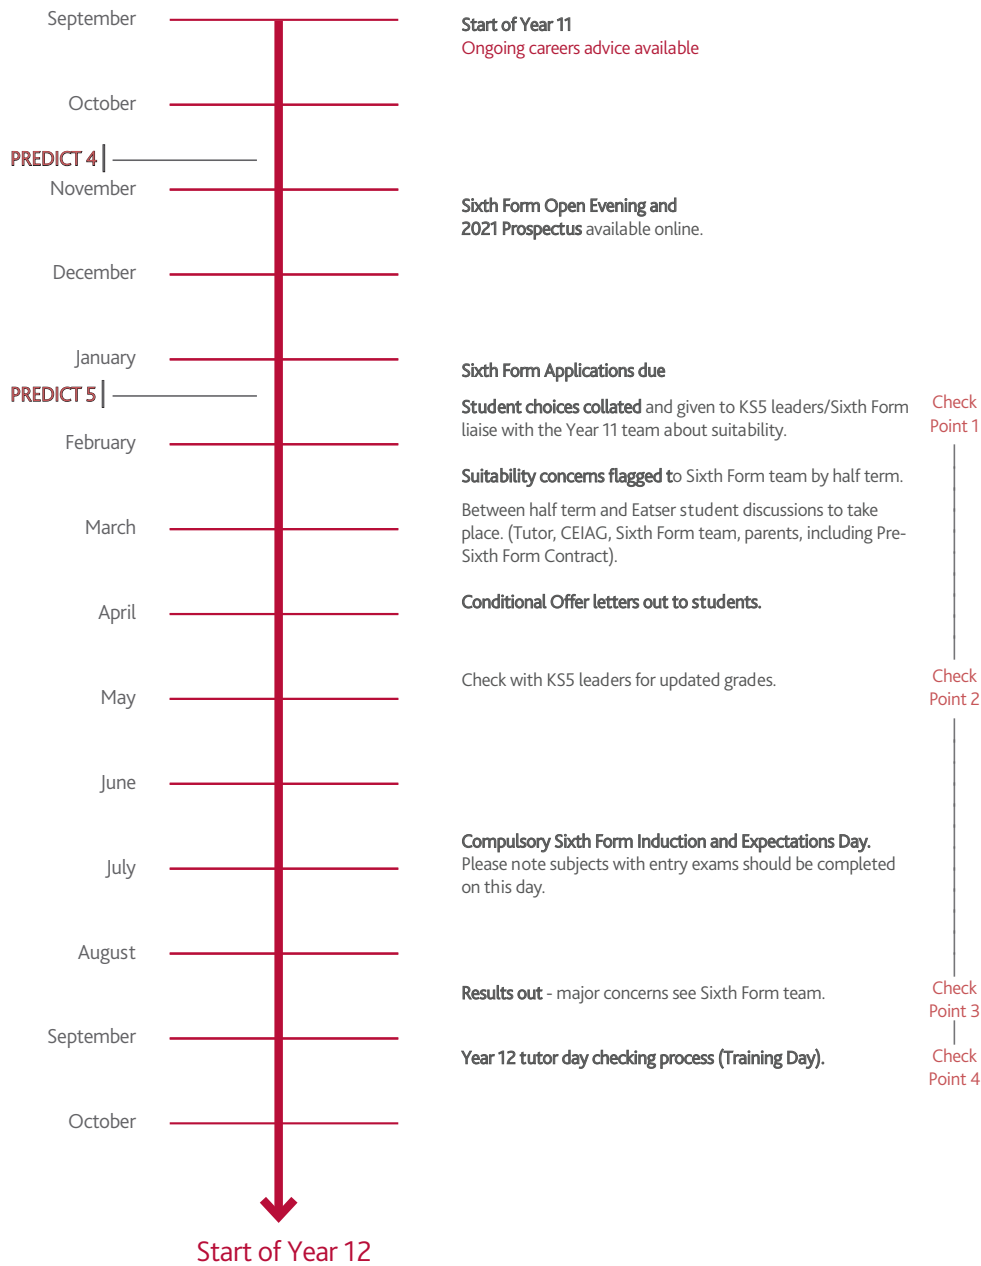 September
Start of Year 11
Ongoing careers advice available
October
PREDICT 4
November
Sixth Form Open Evening and
2021 Prospectus available online.
December
January
Sixth Form Applications due
PREDICT 5
Student choices collated and given to KS5 leaders/Sixth Form
liaise with the Year 11 team about suitability.
Check
Point 1
February
Suitability concerns flagged to Sixth Form team by half term.
Between half term and Eatser student discussions to take
place. (Tutor, CEIAG, Sixth Form team, parents, including Pre-
Sixth Form Contract).
March
Conditional Offer letters out to students.
April
Check with KS5 leaders for updated grades.
Check
Point 2
May
June
Compulsory Sixth Form Induction and Expectations Day.
Please note subjects with entry exams should be completed
on this day.
July
August
Results out - major concerns see Sixth Form team.
Check
Point 3
September
Year 12 tutor day checking process (Training Day).
Check
Point 4
October
Start of Year 12